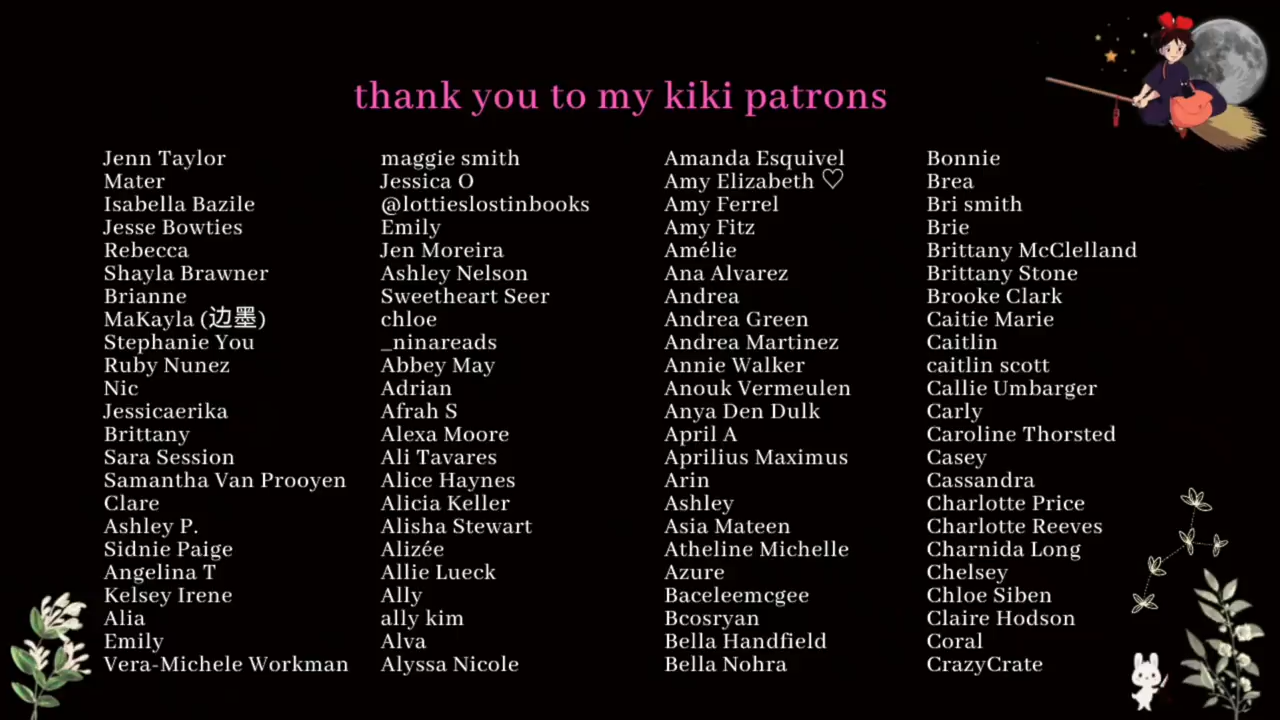 thank you to my kiki patrons
Jenn Taylor
Mater
Isabella Bazile
Jesse Bowties
Rebecca
Shayla Brawner
Brianne
MaKayla (边墨)
Stephanie You
Ruby Nunez
Nic
Jessicaerika
Brittany
Sara Session
Samantha Van Prooyen
Clare
Ashley P.
Sidnie Paige
Angelina T
Kelsey Irene
Alia
Emily
Vera-Michele Workman
maggie smith
Jessica O
@lottieslostinbooks
Emily
Jen Moreira
Ashley Nelson
Sweetheart Seer
chloe
_ninareads
Abbey May
Adrian
Afrah S
Alexa Moore
Ali Tavares
Alice Haynes
Alicia Keller
Alisha Stewart
Alizée
Allie Lueck
Ally
ally kim
Alva
Alyssa Nicole
Amanda Esquivel
Amy Elizabeth ♡
Amy Ferrel
Amy Fitz
Amélie
Ana Alvarez
Andrea
Andrea Green
Andrea Martinez
Annie Walker
Anouk Vermeulen
Anya Den Dulk
April A
Aprilius Maximus
Arin
Ashley
Asia Mateen
Atheline Michelle
Azure
Baceleemcgee
Bcosryan
Bella Handfield
Bella Nohra
Bonnie
Brea
Bri smith
Brie
Brittany McClelland
Brittany Stone
Brooke Clark
Caitie Marie
Caitlin
caitlin scott
Callie Umbarger
Carly
Caroline Thorsted
Casey
Cassandra
Charlotte Price
Charlotte Reeves
Charnida Long
Chelsey
Chloe Siben
Claire Hodson
Coral
CrazyCrate